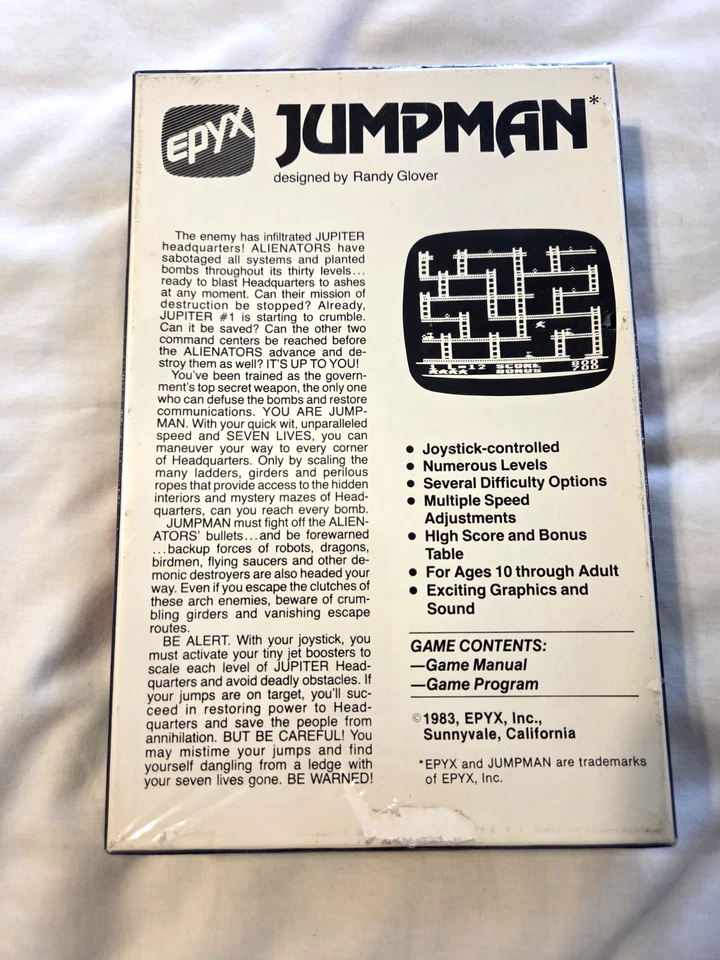 EPYX
JUMPMAN*
designed by Randy Glover
The enemy has infiltrated JUPITER
headquarters! ALIENATORS have
sabotaged all systems and planted
bombs throughout its thirty levels...
ready to blast Headquarters to ashes
at any moment. Can their mission of
destruction be stopped? Already,
JUPITER #1 is starting to crumble.
Can it be saved? Can the other two
command centers be reached before
the ALIENATORS advance and de-
stroy them as well? IT'S UP TO YOU!
You've been trained as the govern-
ment's top secret weapon, the only one
who can defuse the bombs and restore
communications. YOU ARE JUMP-
MAN. With your quick wit, unparalleled
speed and SEVEN LIVES, you can
maneuver your way to every corner
of Headquarters. Only by scaling the
many ladders, girders and perilous
ropes that provide access to the hidden
interiors and mystery mazes of Head-
quarters, can you reach every bomb.
JUMPMAN must fight off the ALIEN-
ATORS' bullets...and be forewarned
...backup forces of robots, dragons,
birdmen, flying saucers and other de-
monic destroyers are also headed your
way. Even if you escape the clutches of
these arch enemies, beware of crum-
bling girders and vanishing escape
routes.
BE ALERT. With your joystick, you
must activate your tiny jet boosters to
scale each level of JUPITER Head-
quarters and avoid deadly obstacles. If
your jumps are on target, you'll suc-
ceed in restoring power to Head-
quarters and save the people from
annihilation. BUT BE CAREFUL! You
may mistime your jumps and find
yourself dangling from a ledge with
your seven lives gone. BE WARNED!
L=12 SCORE 600
BONUS 700
● Joystick-controlled
● Numerous Levels
● Several Difficulty Options
● Multiple Speed
Adjustments
● High Score and Bonus
Table
● For Ages 10 through Adult
● Exciting Graphics and
Sound
GAME CONTENTS:
—Game Manual
—Game Program
©1983, EPYX, Inc.,
Sunnyvale, California
*EPYX and JUMPMAN are trademarks
of EPYX, Inc.